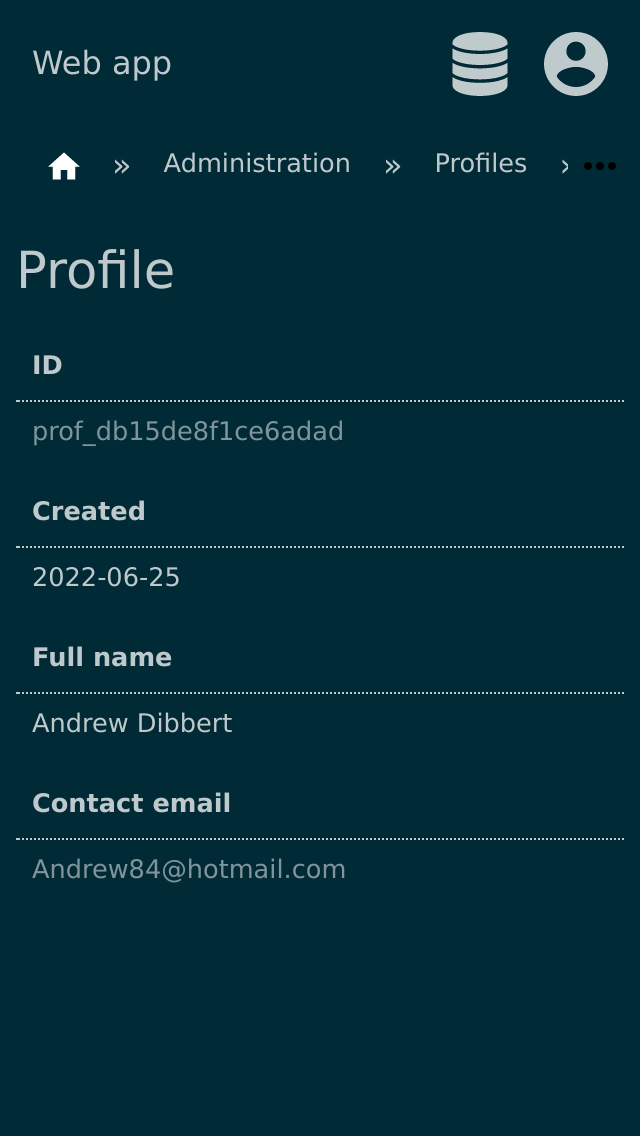 Web app
» Administration » Profiles ›
Profile
ID
prof_db15de8f1ce6adad
Created
2022-06-25
Full name
Andrew Dibbert
Contact email
Andrew84@hotmail.com